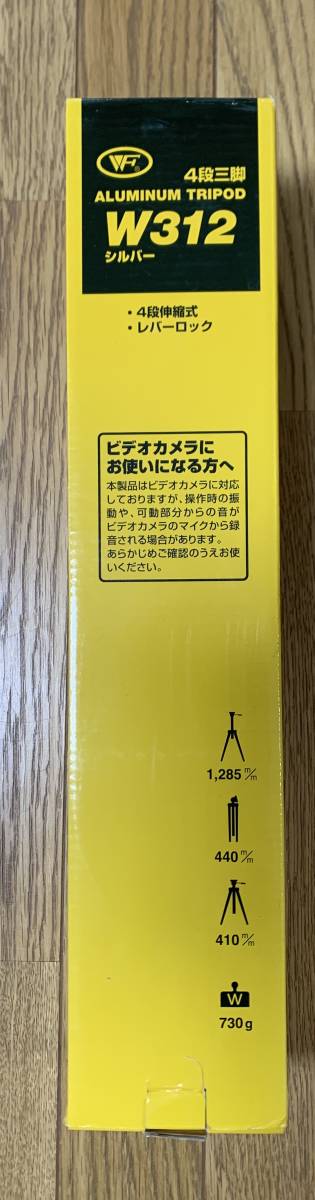 WF®
4段三脚
ALUMINUM TRIPOD
W312
シルバー
・4段伸縮式
・レバーロック
ビデオカメラに
お使いになる方へ
本製品はビデオカメラに対応
しておりますが、操作時の振
動や、可動部分からの音が
ビデオカメラのマイクから録
音される場合があります。
あらかじめご確認のうえお使
いください。
1,285m/m
440m/m
410m/m
W
730g